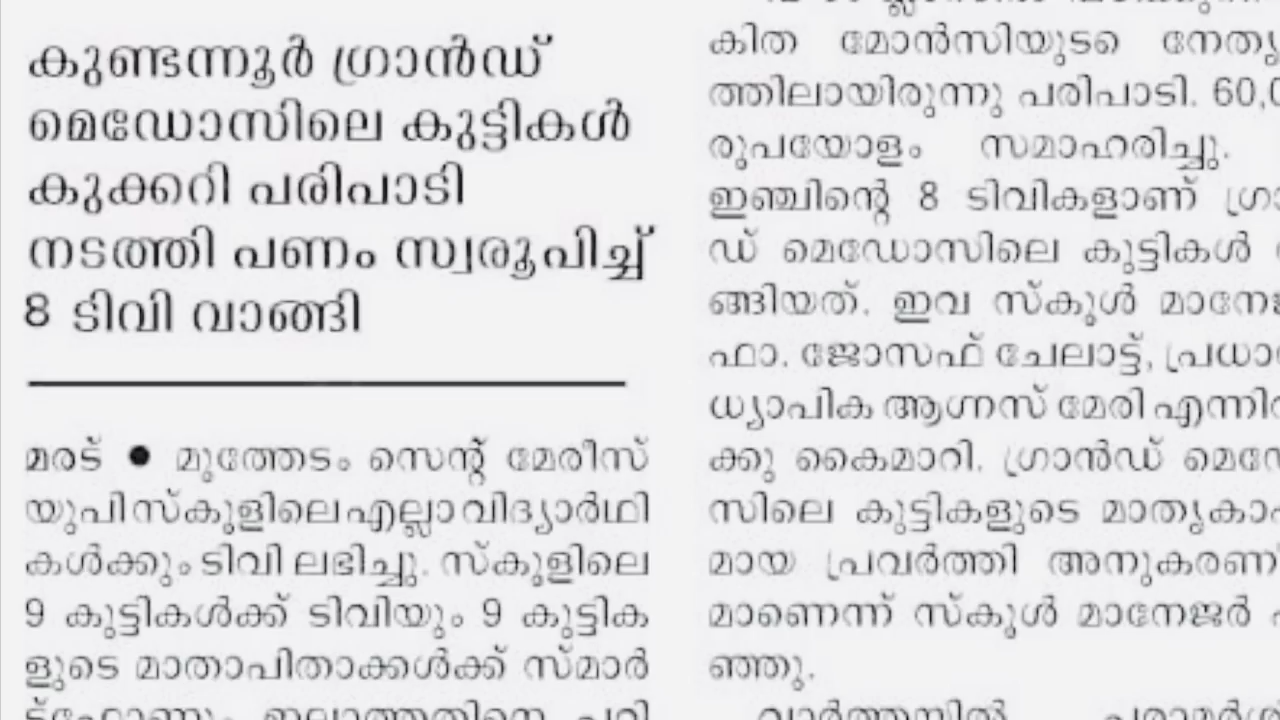 കുണ്ടന്നൂർ ഗ്രാൻഡ്
മെഡോസിലെ കുട്ടികൾ
കുക്കറി പരിപാടി
നടത്തി പണം സ്വരൂപിച്ച്
8 ടിവി വാങ്ങി
മരട് ● മുത്തേടം സെന്റ് മേരീസ്
യുപി സ്കൂളിലെ എല്ലാ വിദ്യാർഥി
കൾക്കും ടിവി ലഭിച്ചു. സ്കൂളിലെ
9 കുട്ടികൾക്ക് ടിവിയും 9 കുട്ടിക
ളുടെ മാതാപിതാക്കൾക്ക് സ്മാർ
കിത മോൻസിയുടെ
ത്തിലായിരുന്നു പരിപാടി.
രൂപയോളം സമാഹരിച്ചു.
ഇഞ്ചിന്റെ 8 ടിവികളാണ്
ഡ് മെഡോസിലെ കുട്ടികൾ
ങ്ങിയത്. ഇവ സ്കൂൾ
ഫാ. ജോസഫ് ചേലാട്ട്,
ധ്യാപിക ആഗ്നസ് മേരി
ക്കു കൈമാറി. ഗ്രാൻഡ്
സിലെ കുട്ടികളുടെ
മായ പ്രവർത്തി
മാണെന്ന് സ്കൂൾ മാനേജർ
ഞ്ഞു.